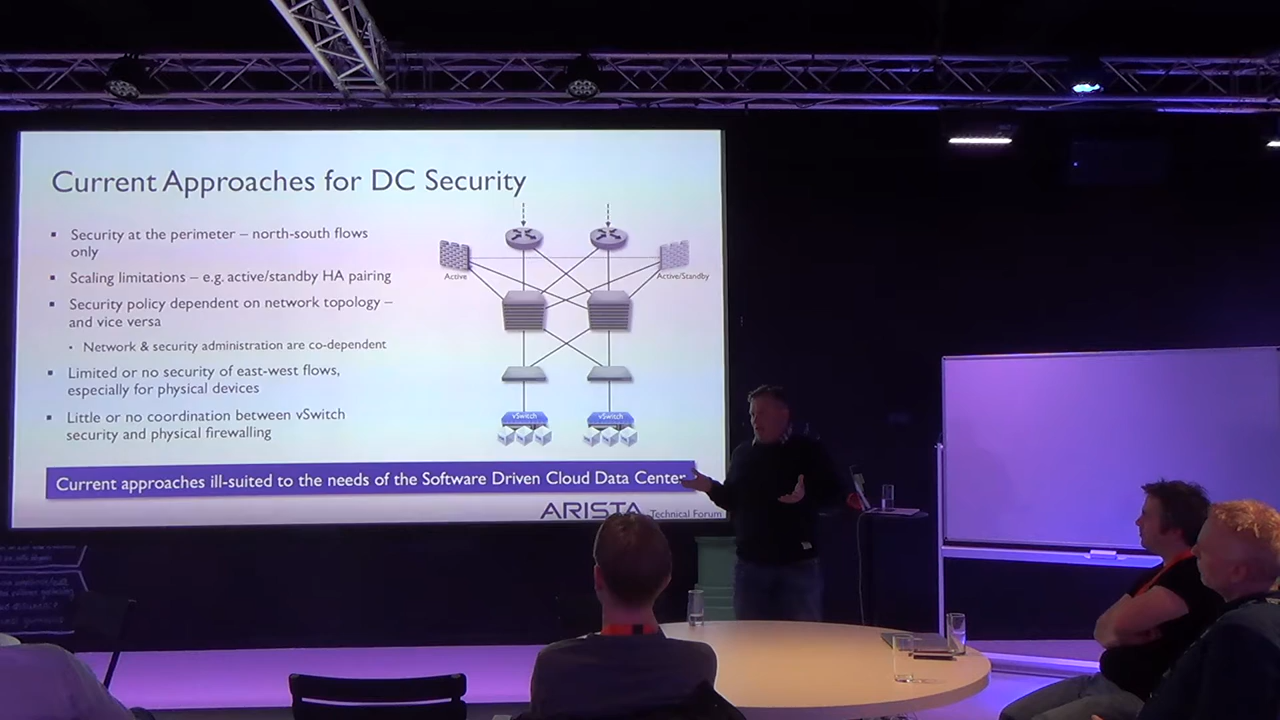 Current Approaches for DC Security
Security at the perimeter – north-south flows
only
Scaling limitations – e.g. active/standby HA pairing
Security policy dependent on network topology –
and vice versa
Network & security administration are co-dependent
Limited or no security of east-west flows,
especially for physical devices
Little or no coordination between vSwitch
security and physical firewalling
Active
Active/Standby
vSwitch
vSwitch
Current approaches ill-suited to the needs of the Software Driven Cloud Data Center
ARISTA Technical Forum